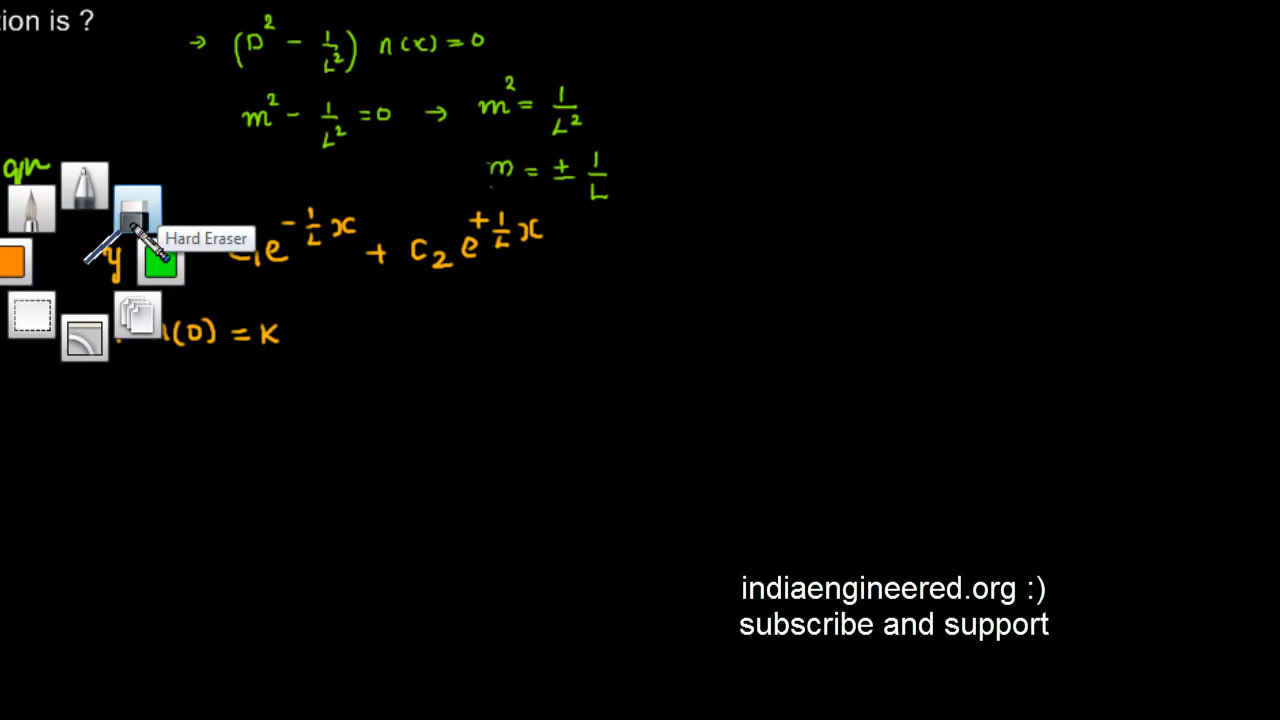 tion is ?
→ (D² - 1/L²) n(x) = 0
m² - 1/L² = 0 → m² = 1/L²
m = ± 1/L
Hard Eraser
y C₁e^(-1/L x) + C₂ e^(+1/L x)
(0) = K
indiaengineered.org :)
subscribe and support